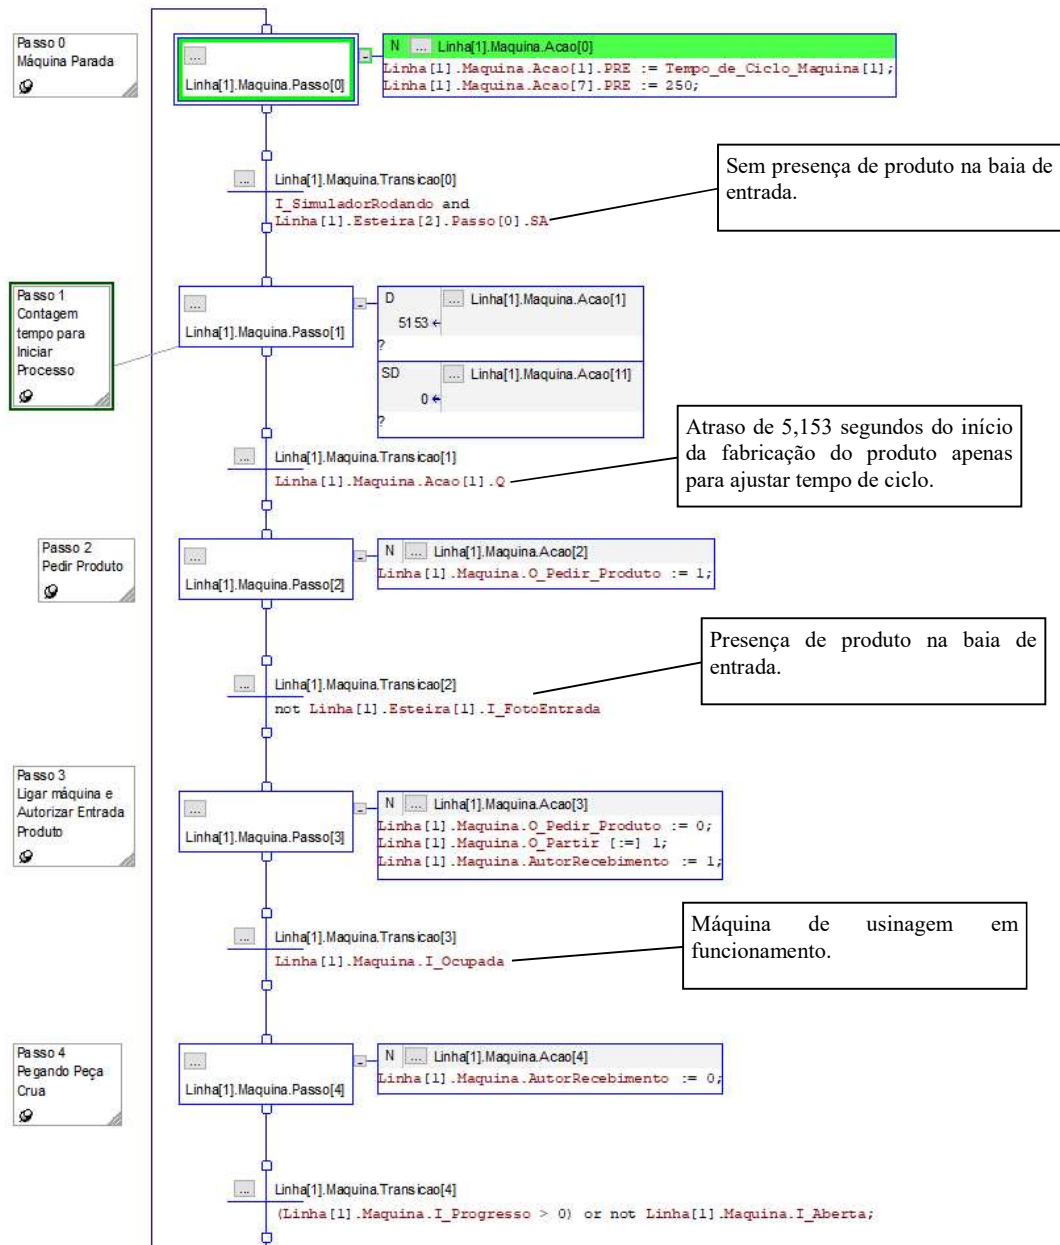 Passo 0
Máquina Parada
...
Linha[1].Maquina.Passo[0]
N ... Linha[1].Maquina.Acao[0]
Linha[1].Maquina.Acao[1].PRE := Tempo_de_Ciclo_Maquina[1];
Linha[1].Maquina.Acao[7].PRE := 250;
... Linha[1].Maquina.Transicao[0]
I_SimuladorRodando and
Linha[1].Esteira[2].Passo[0].SA
Sem presença de produto na baia de
entrada.
Passo 1
Contagem
tempo para
Iniciar
Processo
...
Linha[1].Maquina.Passo[1]
D ... Linha[1].Maquina.Acao[1]
5153
?
SD ... Linha[1].Maquina.Acao[11]
0
?
... Linha[1].Maquina.Transicao[1]
Linha[1].Maquina.Acao[1].Q
Atraso de 5,153 segundos do início
da fabricação do produto apenas
para ajustar tempo de ciclo.
Passo 2
Pedir Produto
...
Linha[1].Maquina.Passo[2]
N ... Linha[1].Maquina.Acao[2]
Linha[1].Maquina.O_Pedir_Produto := 1;
... Linha[1].Maquina.Transicao[2]
not Linha[1].Esteira[1].I_FotoEntrada
Presença de produto na baia de
entrada.
Passo 3
Ligar máquina e
Autorizar Entrada
Produto
...
Linha[1].Maquina.Passo[3]
N ... Linha[1].Maquina.Acao[3]
Linha[1].Maquina.O_Pedir_Produto := 0;
Linha[1].Maquina.O_Partir [:=] 1;
Linha[1].Maquina.AutorRecebimento := 1;
... Linha[1].Maquina.Transicao[3]
Linha[1].Maquina.I_Ocupada
Máquina de usinagem em
funcionamento.
Passo 4
Pegando Peça
Crua
...
Linha[1].Maquina.Passo[4]
N ... Linha[1].Maquina.Acao[4]
Linha[1].Maquina.AutorRecebimento := 0;
... Linha[1].Maquina.Transicao[4]
(Linha[1].Maquina.I_Progresso > 0) or not Linha[1].Maquina.I_Aberta;